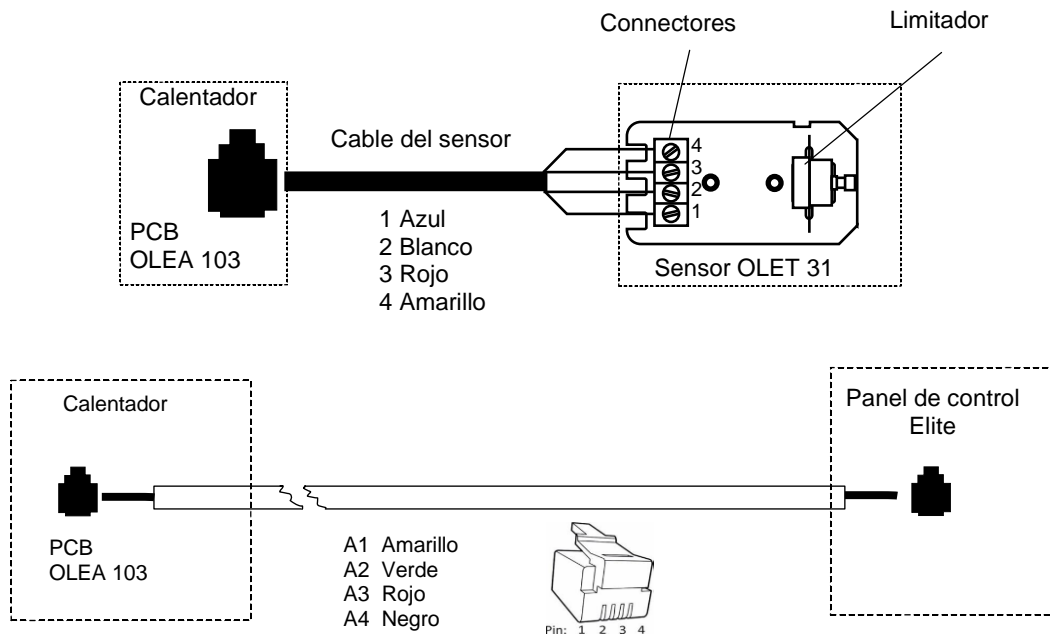 Connectores
Limitador
Calentador
Cable del sensor
4
3
2
1
PCB
OLEA 103
1 Azul
2 Blanco
3 Rojo
4 Amarillo
Sensor OLET 31
Calentador
Panel de control
Elite
PCB
OLEA 103
A1 Amarillo
A2 Verde
A3 Rojo
A4 Negro
Pin: 1 2 3 4